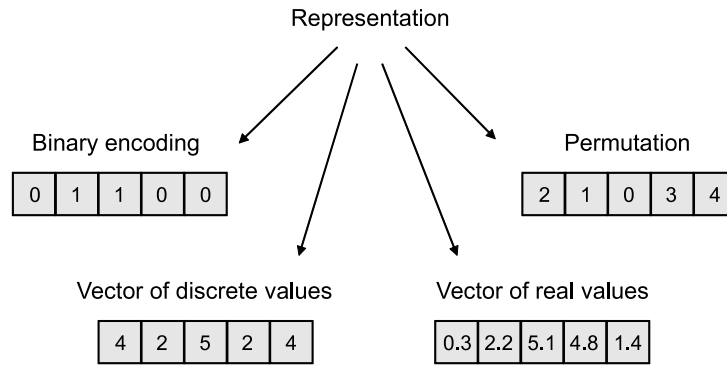 Representation
Binary encoding
0 1 1 0 0
Permutation
2 1 0 3 4
Vector of discrete values
4 2 5 2 4
Vector of real values
0.3 2.2 5.1 4.8 1.4